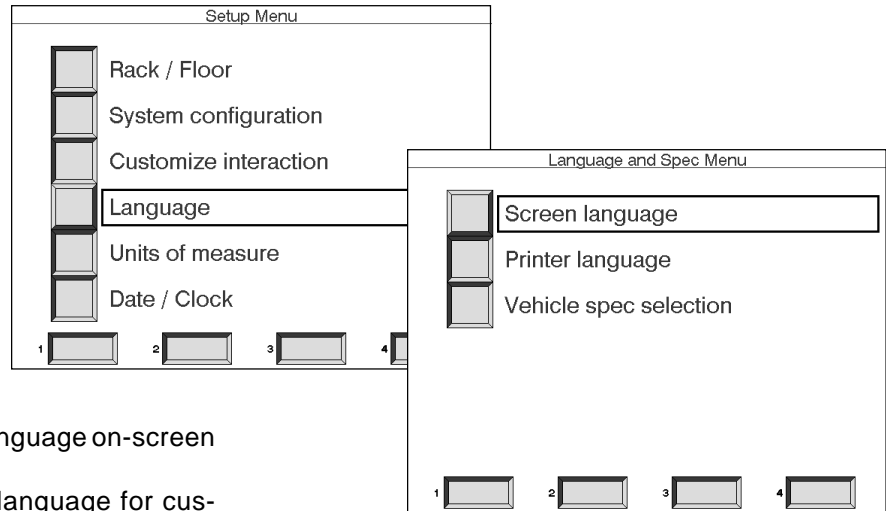 Setup Menu
Rack / Floor
System configuration
Customize interaction
Language
Units of measure
Date / Clock
1 2 3 4
Language and Spec Menu
Screen language
Printer language
Vehicle spec selection
1 2 3 4
nguage on-screen
language for cus-